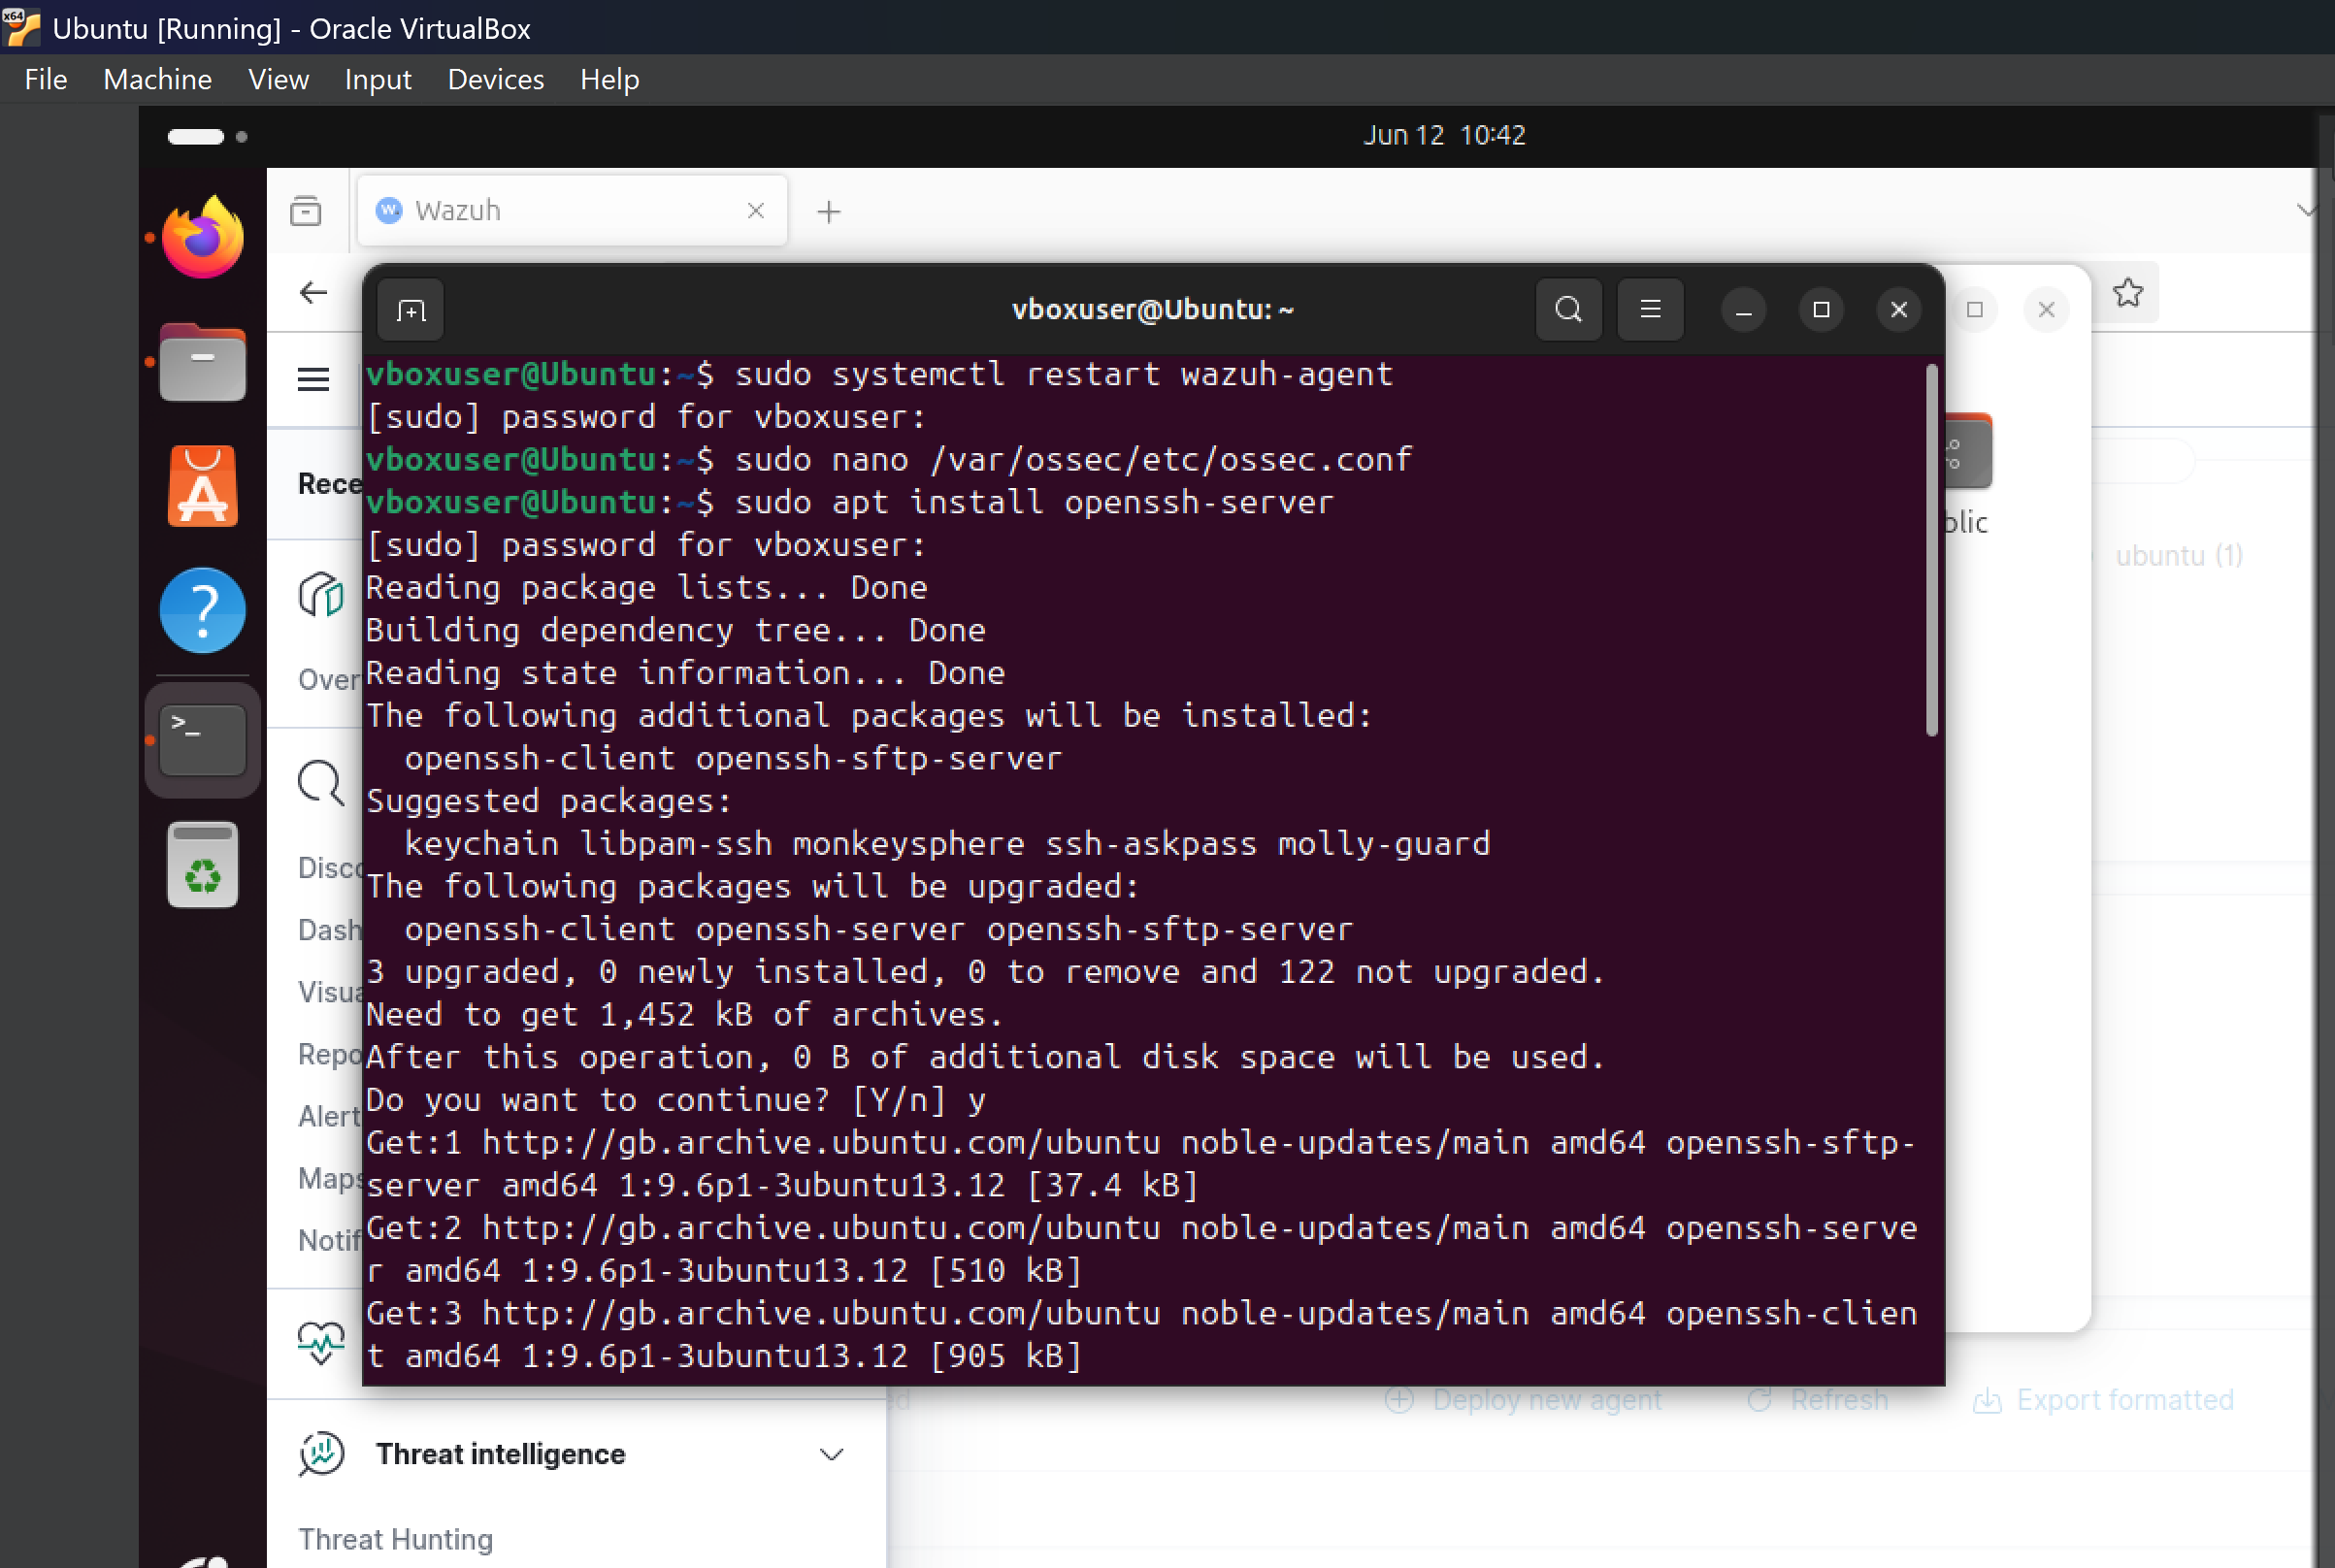 x64
Ubuntu [Running] - Oracle VirtualBox
File Machine View Input Devices Help
Jun 12 10:42
W. Wazuh
vboxuser@Ubuntu: ~
vboxuser@Ubuntu:~$ sudo systemctl restart wazuh-agent
[sudo] password for vboxuser:
vboxuser@Ubuntu:~$ sudo nano /var/ossec/etc/ossec.conf
vboxuser@Ubuntu:~$ sudo apt install openssh-server
[sudo] password for vboxuser:
Reading package lists... Done
Building dependency tree... Done
Reading state information... Done
The following additional packages will be installed:
  openssh-client openssh-sftp-server
Suggested packages:
  keychain libpam-ssh monkeysphere ssh-askpass molly-guard
The following packages will be upgraded:
  openssh-client openssh-server openssh-sftp-server
3 upgraded, 0 newly installed, 0 to remove and 122 not upgraded.
Need to get 1,452 kB of archives.
After this operation, 0 B of additional disk space will be used.
Do you want to continue? [Y/n] y
Get:1 http://gb.archive.ubuntu.com/ubuntu noble-updates/main amd64 openssh-sftp-
server amd64 1:9.6p1-3ubuntu13.12 [37.4 kB]
Get:2 http://gb.archive.ubuntu.com/ubuntu noble-updates/main amd64 openssh-serve
r amd64 1:9.6p1-3ubuntu13.12 [510 kB]
Get:3 http://gb.archive.ubuntu.com/ubuntu noble-updates/main amd64 openssh-clien
t amd64 1:9.6p1-3ubuntu13.12 [905 kB]
Rece
Over
Disco
Dash
Visua
Repo
Alert
Maps
Notif
blic
ubuntu (1)
Deploy new agent
Refresh
Export formatted
Threat intelligence
Threat Hunting